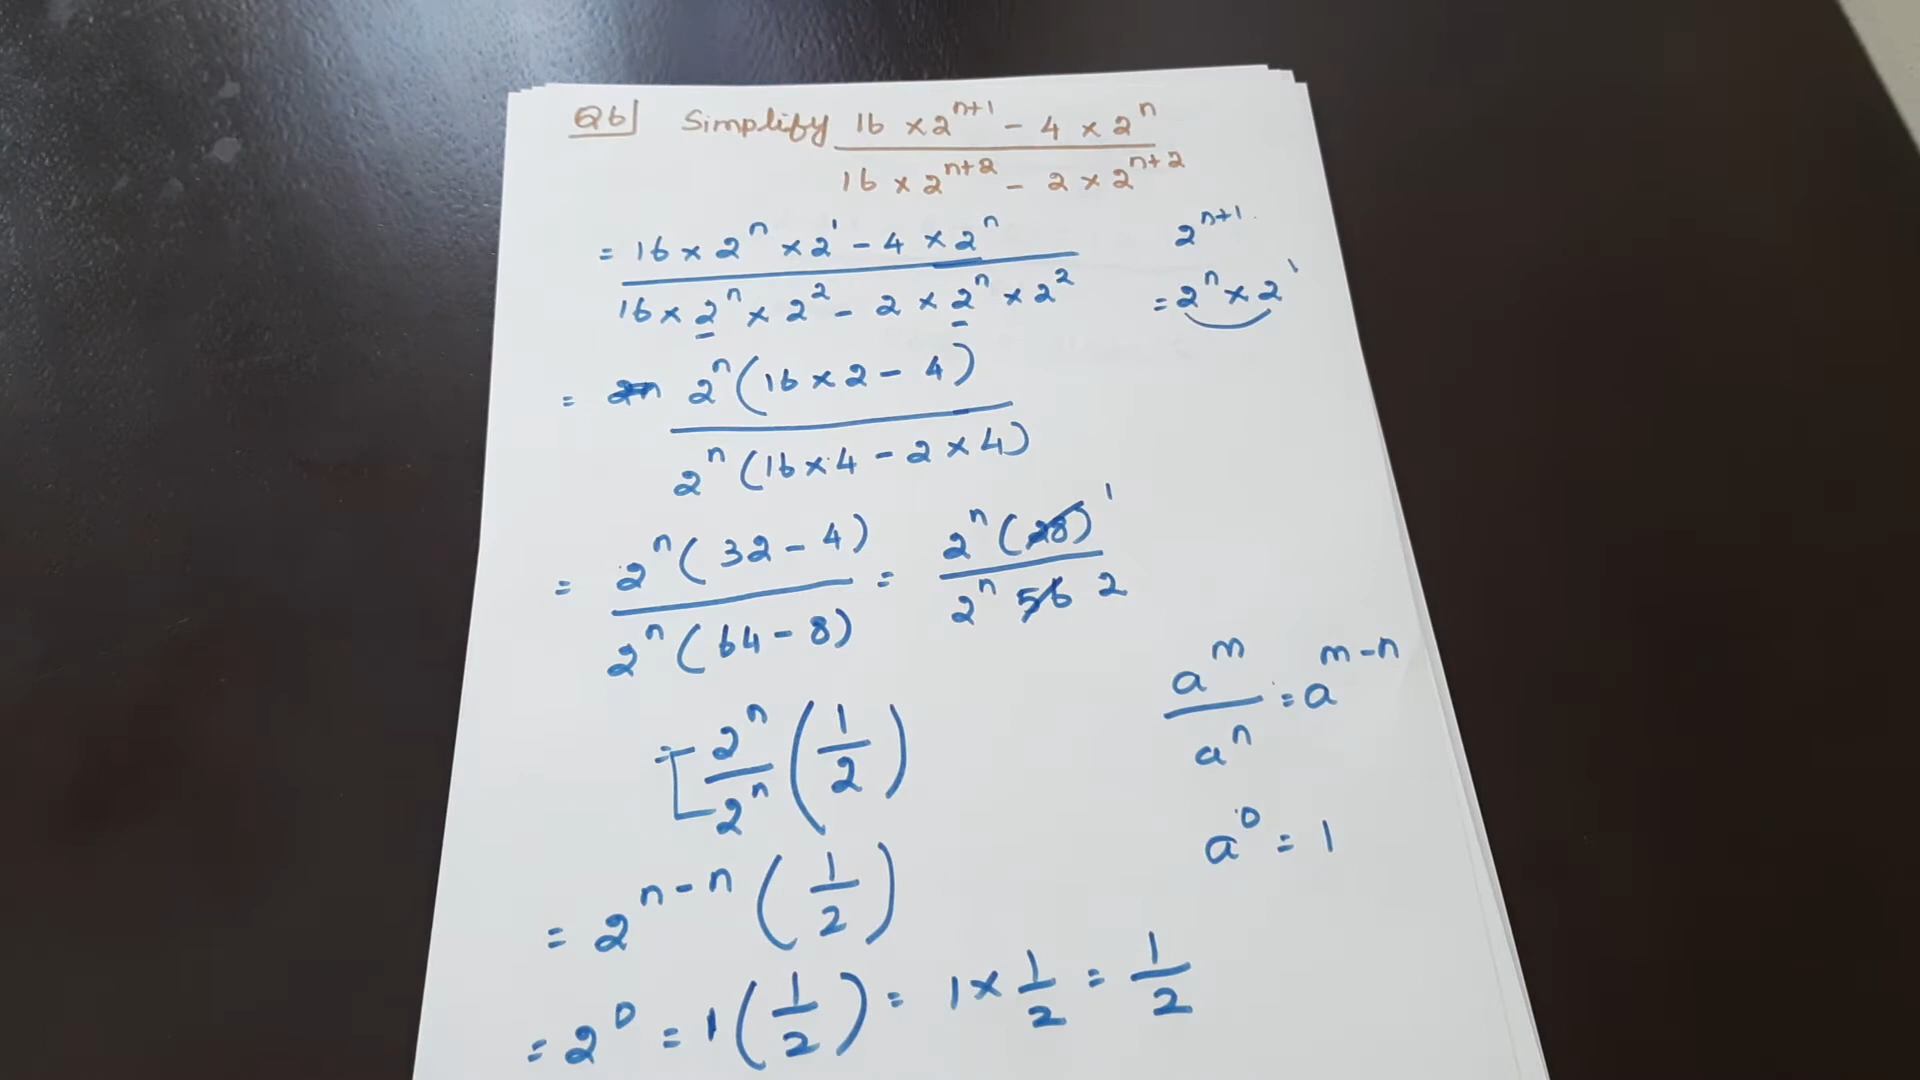 Q6] Simplify (16 × 2^(n+1) - 4 × 2^n) / (16 × 2^(n+2) - 2 × 2^(n+2))
= (16 × 2^n × 2^1 - 4 × 2^n) / (16 × 2^n × 2^2 - 2 × 2^n × 2^2)
2^(n+1)
= 2^n × 2^1
= 2^n (16 × 2 - 4) / 2^n (16 × 4 - 2 × 4)
= 2^n (32 - 4) / 2^n (64 - 8) = 2^n (28) 1 / 2^n 56 2
= 2^n / 2^n (1/2)
a^m / a^n = a^(m-n)
a^0 = 1
= 2^(n-n) (1/2)
= 2^0 = 1 (1/2) = 1 × 1/2 = 1/2